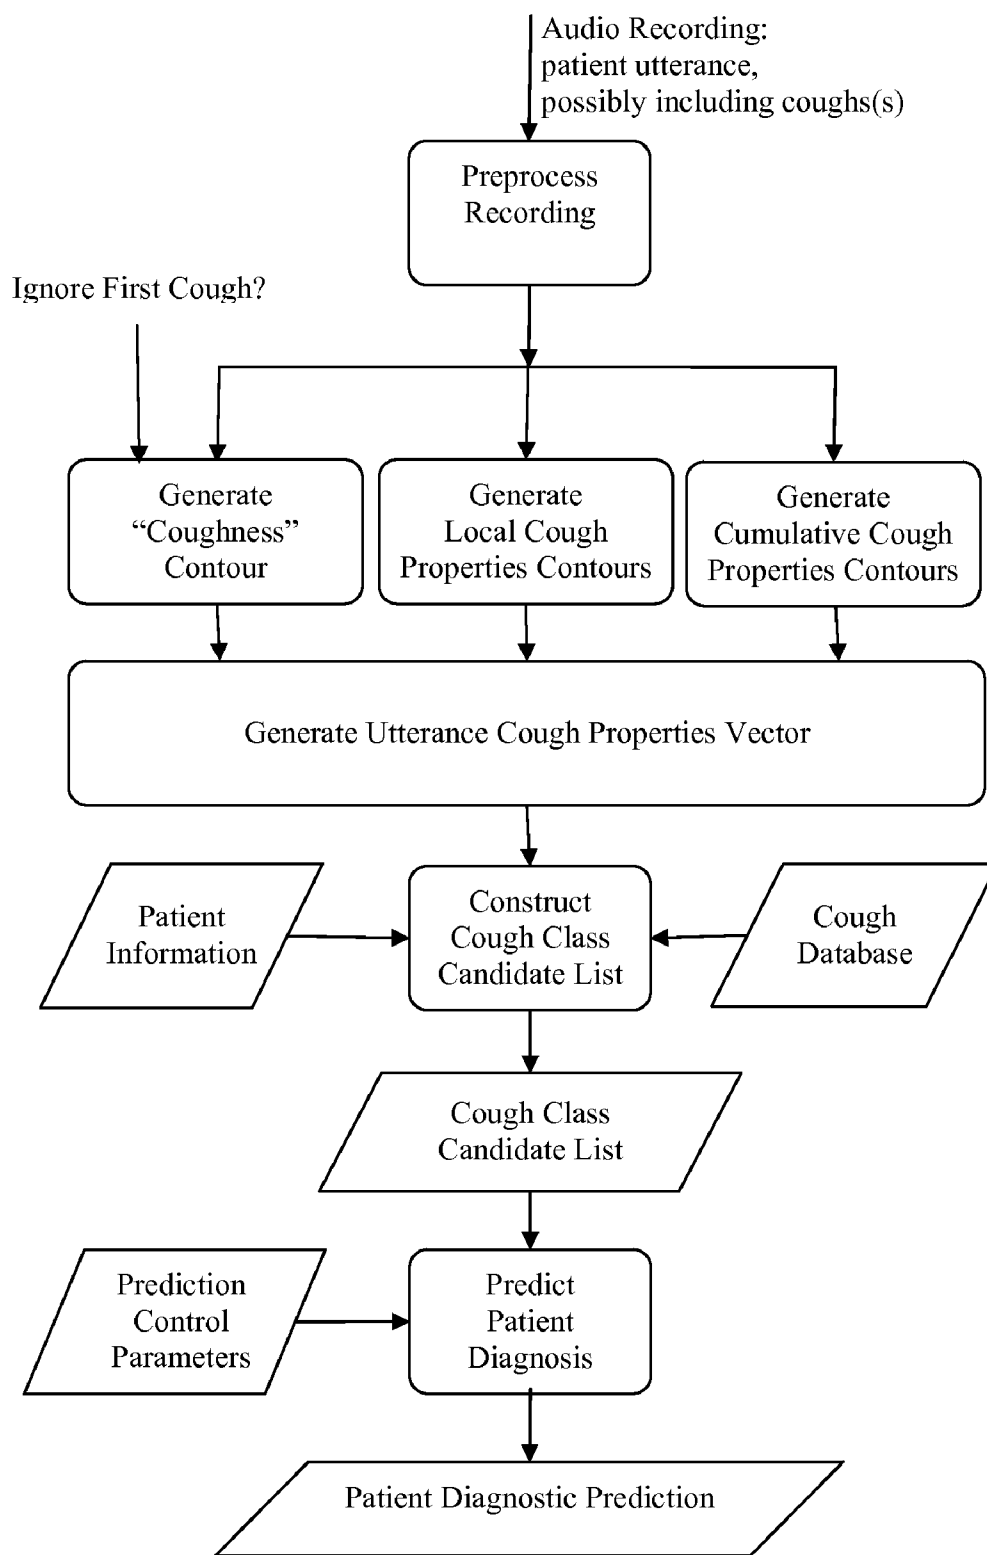 Audio Recording:
patient utterance,
possibly including coughs(s)
Preprocess
Recording
Ignore First Cough?
Generate
“Coughness”
Contour
Generate
Local Cough
Properties Contours
Generate
Cumulative Cough
Properties Contours
Generate Utterance Cough Properties Vector
Patient
Information
Construct
Cough Class
Candidate List
Cough
Database
Cough Class
Candidate List
Prediction
Control
Parameters
Predict
Patient
Diagnosis
Patient Diagnostic Prediction